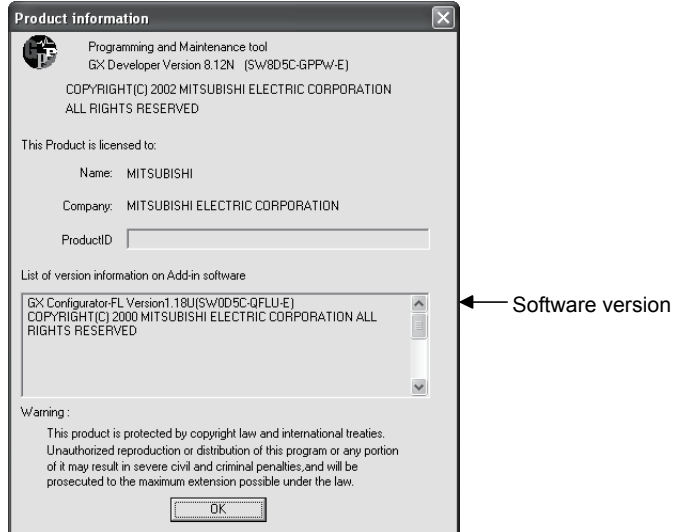 Product information
Programming and Maintenance tool
GX Developer Version 8.12N (SW8D5C-GPPW-E)
COPYRIGHT(C) 2002 MITSUBISHI ELECTRIC CORPORATION
ALL RIGHTS RESERVED
This Product is licensed to:
Name: MITSUBISHI
Company: MITSUBISHI ELECTRIC CORPORATION
ProductID
List of version information on Add-in software
GX Configurator-FL Version1.18U(SW0D5C-QFLU-E)
COPYRIGHT(C) 2000 MITSUBISHI ELECTRIC CORPORATION ALL
RIGHTS RESERVED
Software version
Warning :
This product is protected by copyright law and international treaties.
Unauthorized reproduction or distribution of this program or any portion
of it may result in severe civil and criminal penalties,and will be
prosecuted to the maximum extension possible under the law.
OK